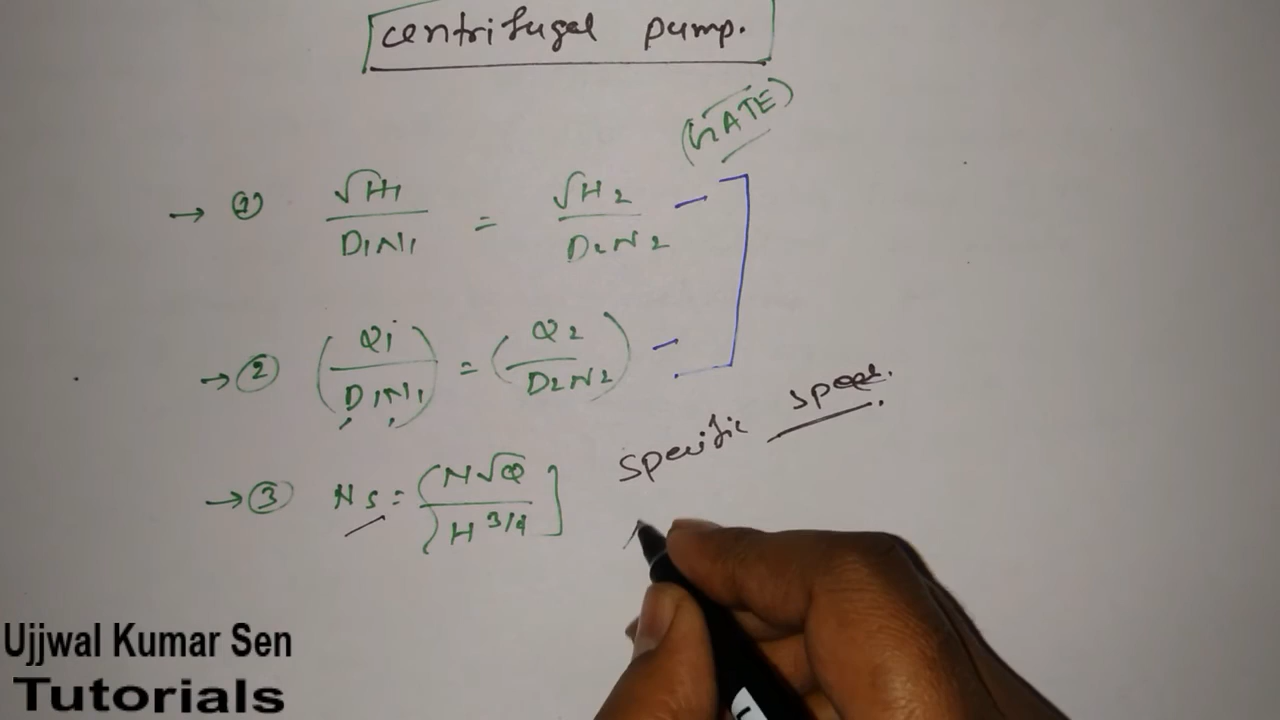 centrifugal pump.
(GATE)
→ ① √H1 / D1N1 = √H2 / D2N2
→ ② (Q1 / D1N1) = (Q2 / D2N2)
specific speed.
→ ③ Ns = (N√Q / H^3/4]
Ujjwal Kumar Sen
Tutorials